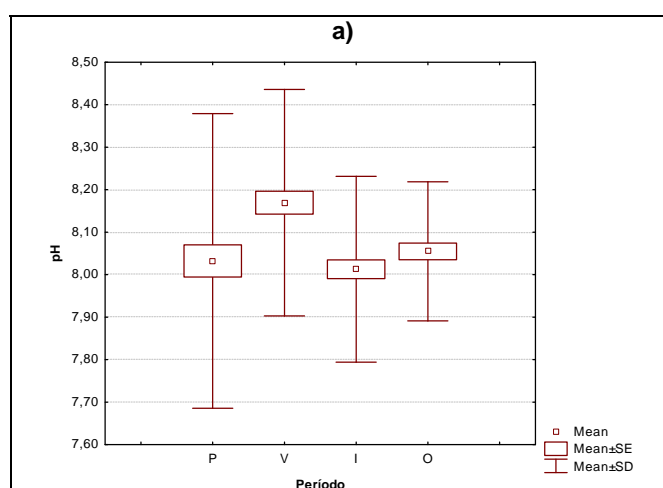 a)
8,50
8,40
8,30
8,20
8,10
8,00
7,90
7,80
7,70
7,60
pH
P V I O
Período
Mean
Mean±SE
Mean±SD